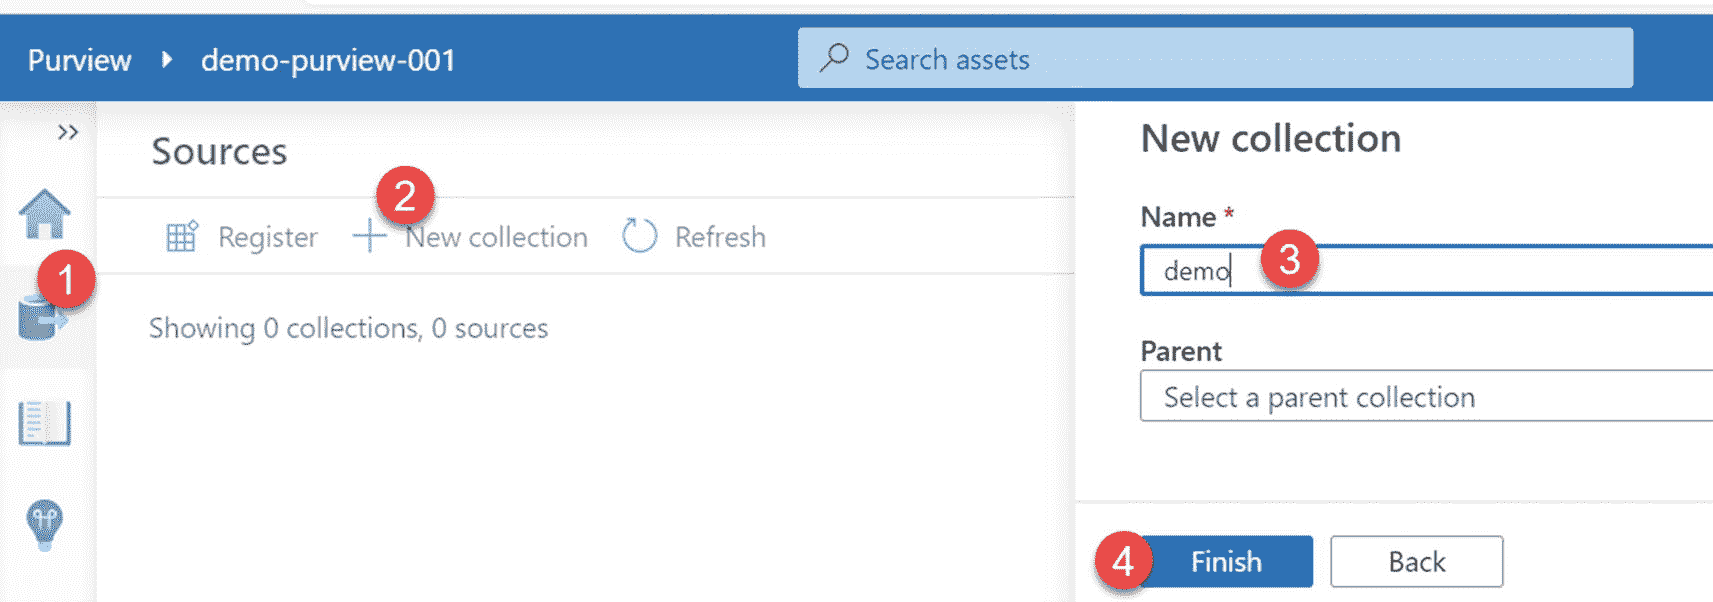 Purview demo-purview-001
Search assets
Sources
2
Register New collection Refresh
1
Showing 0 collections, 0 sources
New collection
Name *
demo
3
Parent
Select a parent collection
4
Finish
Back